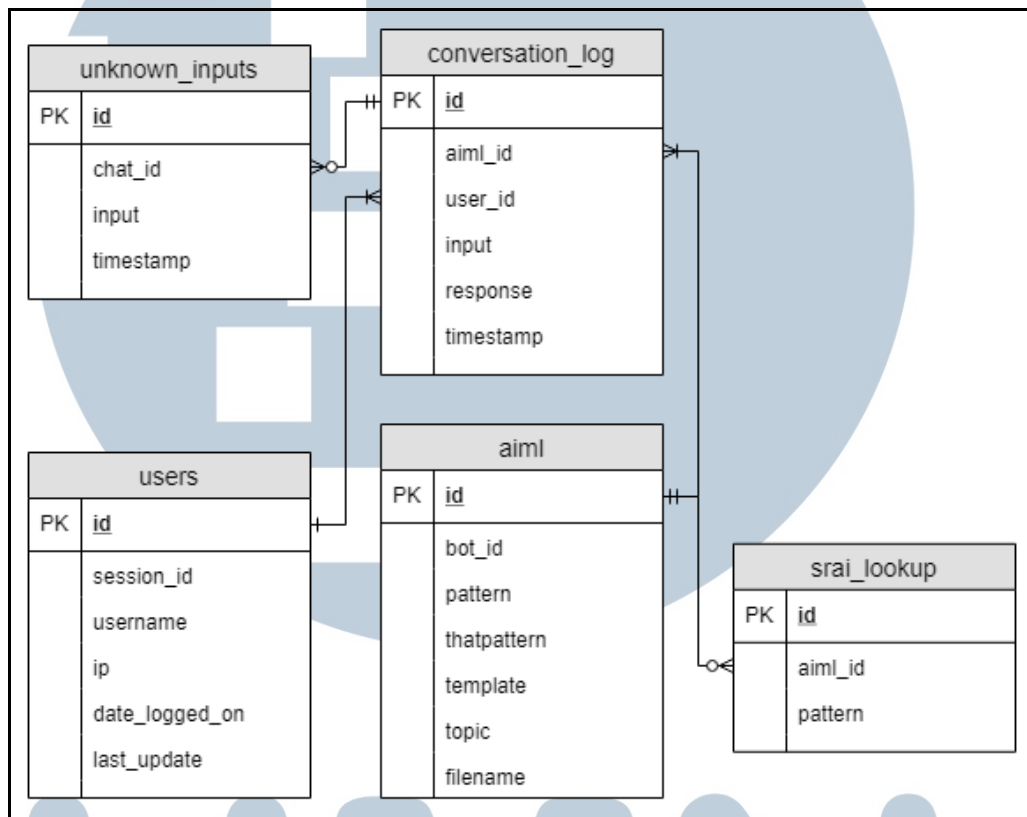 unknown_inputs
PK id
chat_id
input
timestamp
conversation_log
PK id
aiml_id
user_id
input
response
timestamp
users
PK id
session_id
username
ip
date_logged_on
last_update
aiml
PK id
bot_id
pattern
thatpattern
template
topic
filename
srai_lookup
PK id
aiml_id
pattern